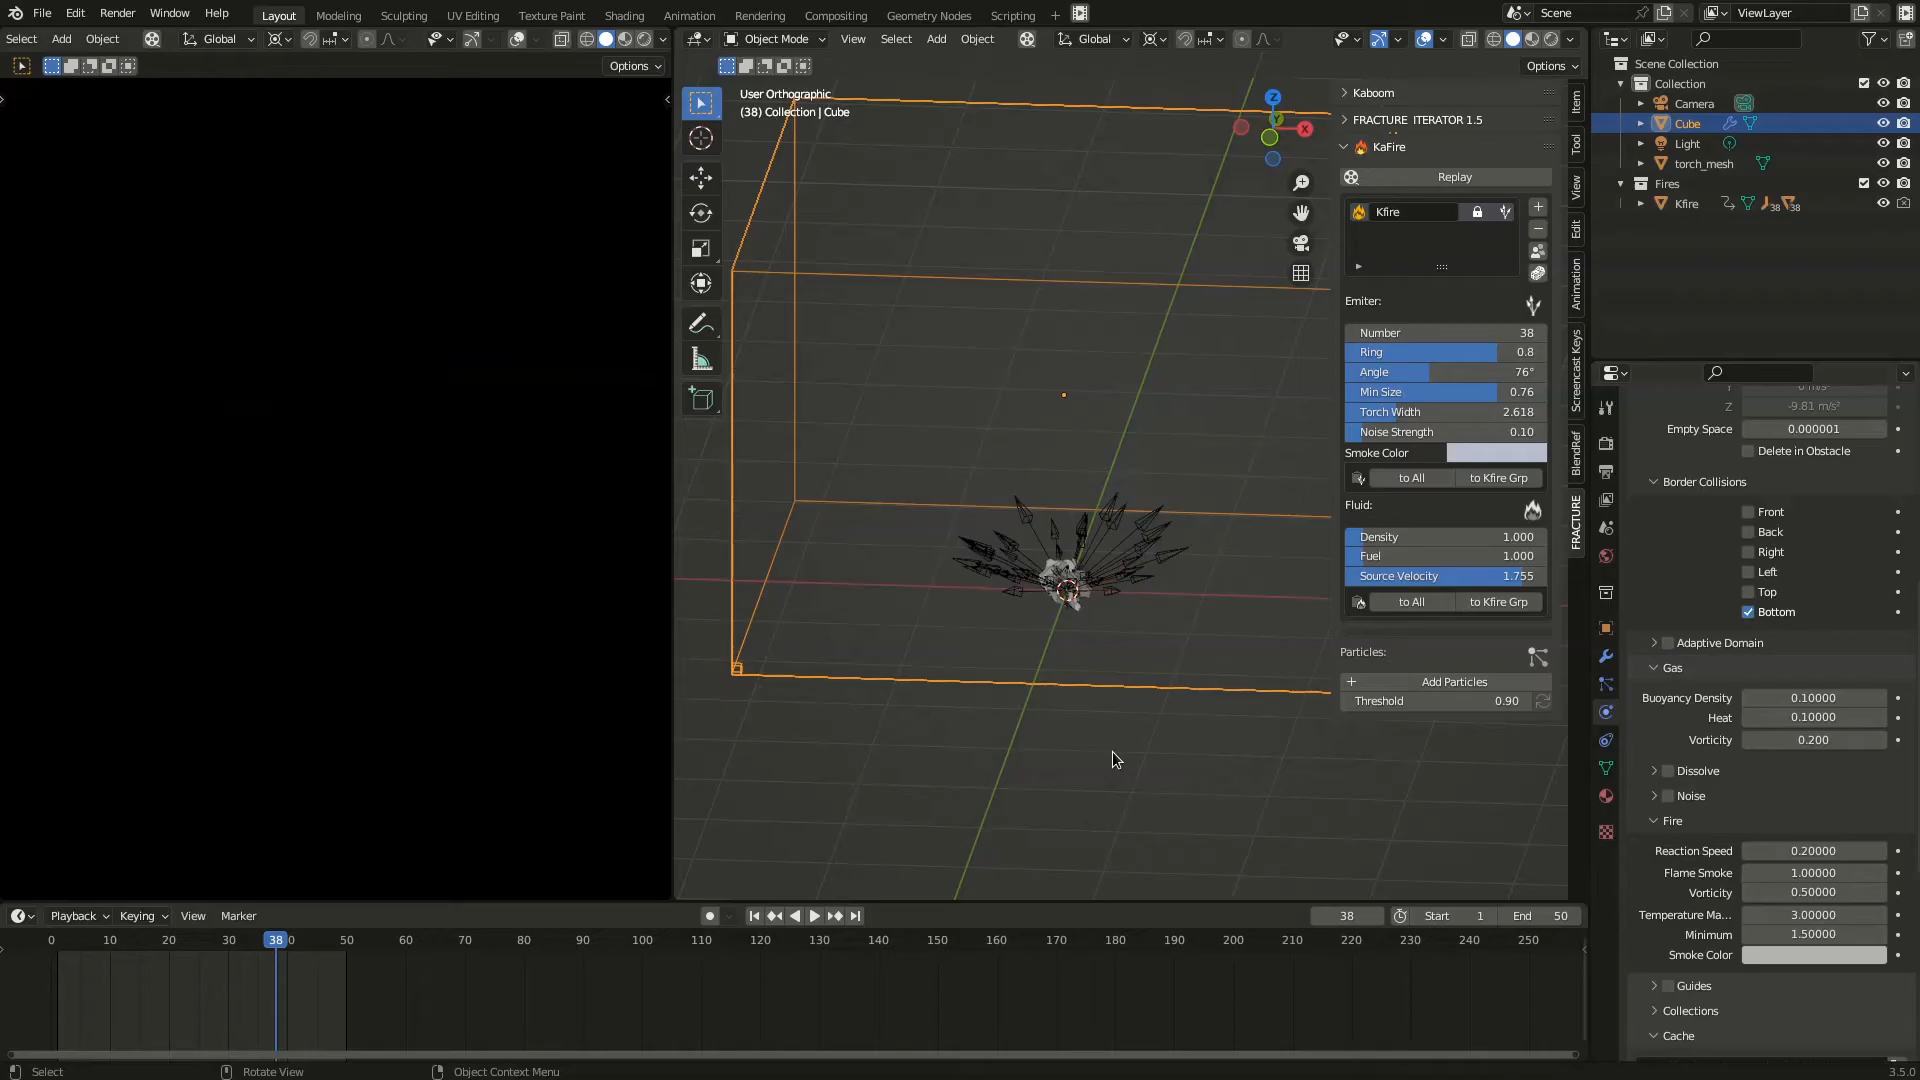 File Edit Render Window Help Layout Modeling Sculpting UV Editing Texture Paint Shading Animation Rendering Compositing Geometry Nodes Scripting + Scene ViewLayer
Select Add Object Global Object Mode View Select Add Object Global
Options Options
User Orthographic
(38) Collection | Cube
Z
X
Kaboom
FRACTURE ITERATOR 1.5
KaFire
Replay
Kfire
Emiter:
Number 38
Ring 0.8
Angle 76°
Min Size 0.76
Torch Width 2.618
Noise Strength 0.10
Smoke Color
to All to Kfire Grp
Fluid:
Density 1.000
Fuel 1.000
Source Velocity 1.755
to All to Kfire Grp
Particles:
Add Particles
Threshold 0.90
Item
Tool
View
Edit
Animation
Screencast Keys
BlendRef
FRACTURE
Scene Collection
Collection
Camera
Cube
Light
torch_mesh
Fires
Kfire 38 38
Z -9.81 m/s²
Empty Space 0.000001
Delete in Obstacle
Border Collisions
Front
Back
Right
Left
Top
Bottom
Adaptive Domain
Gas
Buoyancy Density 0.10000
Heat 0.10000
Vorticity 0.200
Dissolve
Noise
Fire
Reaction Speed 0.20000
Flame Smoke 1.00000
Vorticity 0.50000
Temperature Ma... 3.00000
Minimum 1.50000
Smoke Color
Guides
Collections
Cache
Playback Keying View Marker 38 Start 1 End 50
0 10 20 30 38 0 50 60 70 80 90 100 110 120 130 140 150 160 170 180 190 200 210 220 230 240 250
Select Rotate View Object Context Menu 3.5.0